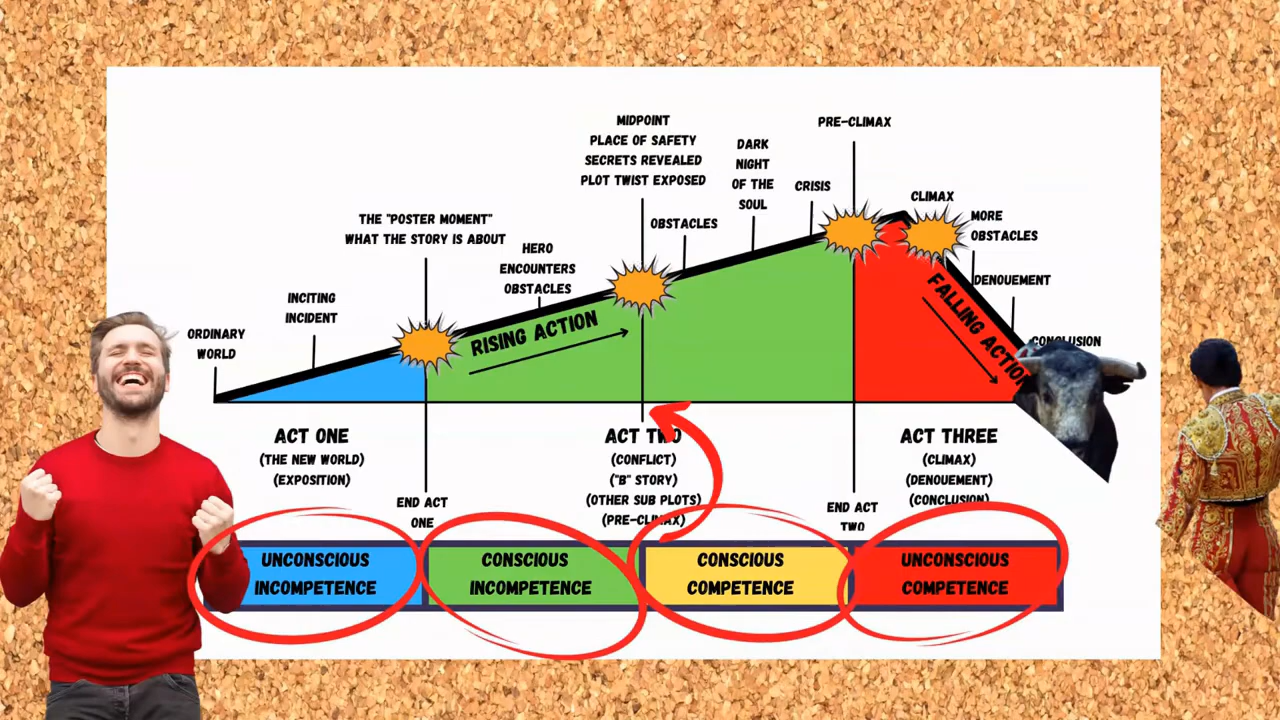 MIDPOINT
PLACE OF SAFETY
SECRETS REVEALED
PLOT TWIST EXPOSED
PRE-CLIMAX
DARK
NIGHT
OF THE
SOUL
CRISIS
CLIMAX
MORE
OBSTACLES
THE "POSTER MOMENT"
WHAT THE STORY IS ABOUT
OBSTACLES
HERO
ENCOUNTERS
OBSTACLES
DENOUEMENT
INCITING
INCIDENT
ORDINARY
WORLD
RISING ACTION
FALLING ACTION
CONCLUSION
ACT ONE
(THE NEW WORLD)
(EXPOSITION)
ACT TWO
(CONFLICT)
("B" STORY)
(OTHER SUB PLOTS)
(PRE-CLIMAX)
ACT THREE
(CLIMAX)
(DENOUEMENT)
(CONCLUSION)
END ACT
ONE
END ACT
TWO
UNCONSCIOUS
INCOMPETENCE
CONSCIOUS
INCOMPETENCE
CONSCIOUS
COMPETENCE
UNCONSCIOUS
COMPETENCE